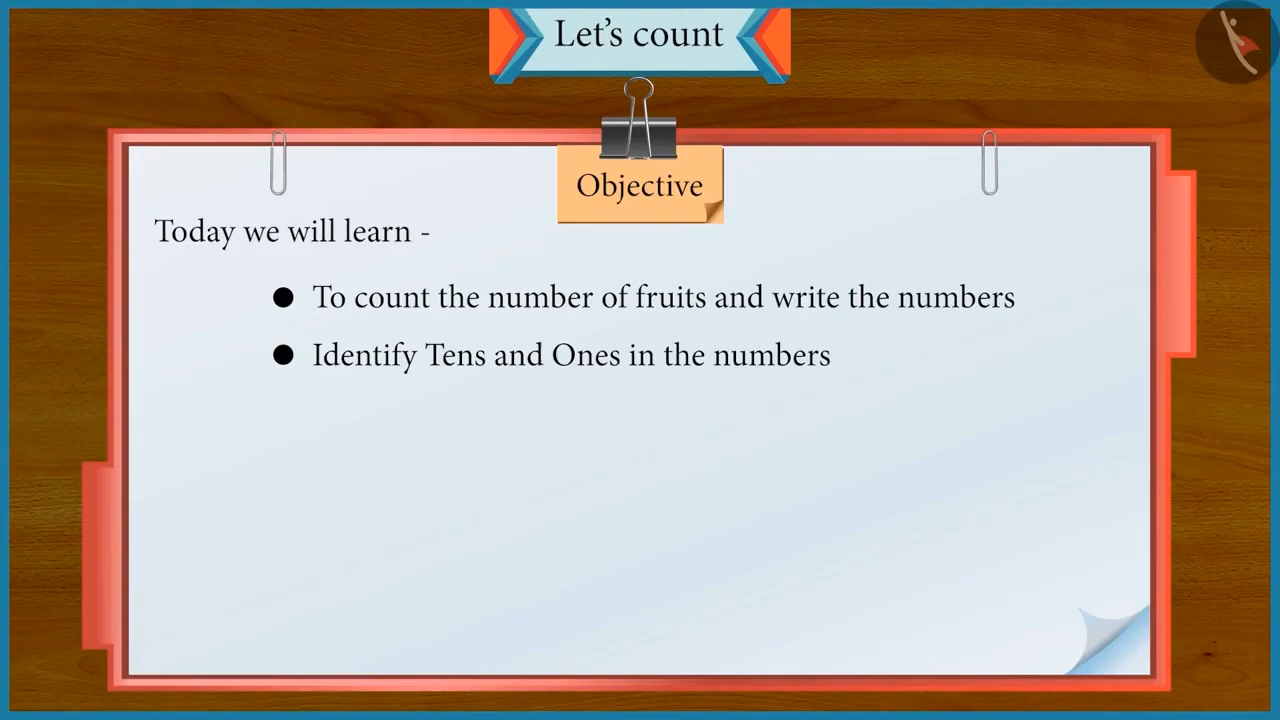 Let’s count
Objective
Today we will learn -
● To count the number of fruits and write the numbers
● Identify Tens and Ones in the numbers